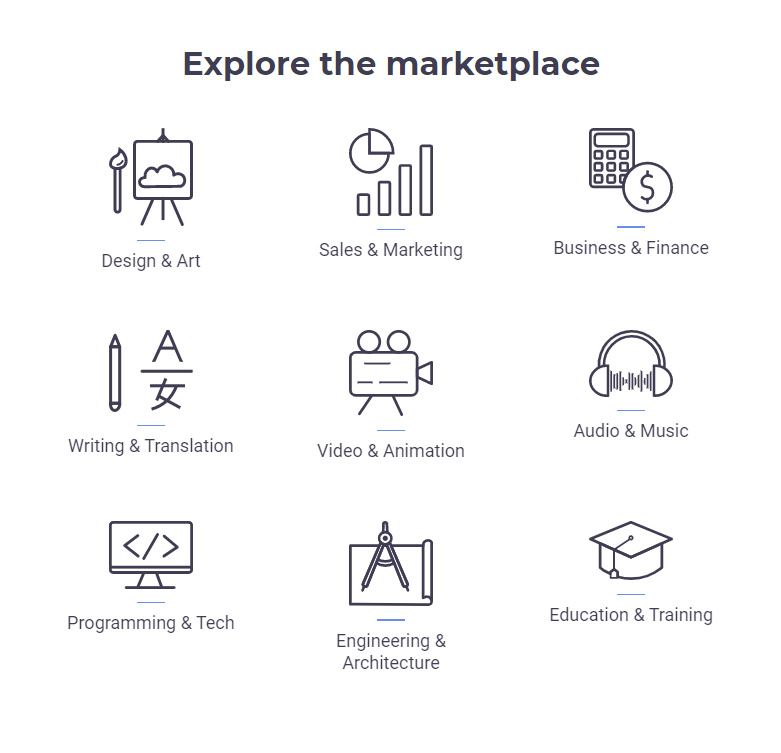 Explore the marketplace
Design & Art
Sales & Marketing
Business & Finance
A
女
Writing & Translation
Video & Animation
Audio & Music
$
</>
Programming & Tech
Engineering &
Architecture
Education & Training